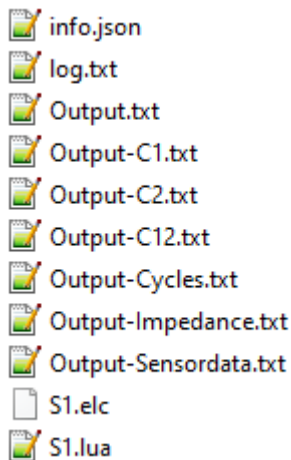 info.json
log.txt
Output.txt
Output-C1.txt
Output-C2.txt
Output-C12.txt
Output-Cycles.txt
Output-Impedance.txt
Output-Sensordata.txt
S1.elc
S1.lua